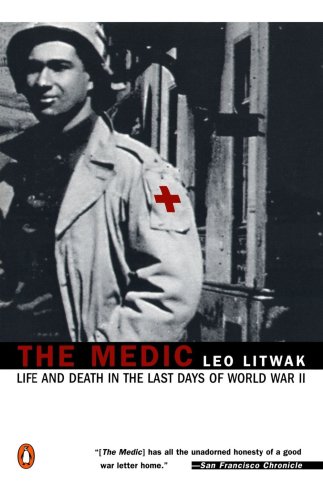 THE MEDIC LEO LITWAK
LIFE AND DEATH IN THE LAST DAYS OF WORLD WAR II
"[The Medic] has all the unadorned honesty of a good
war letter home."—San Francisco Chronicle